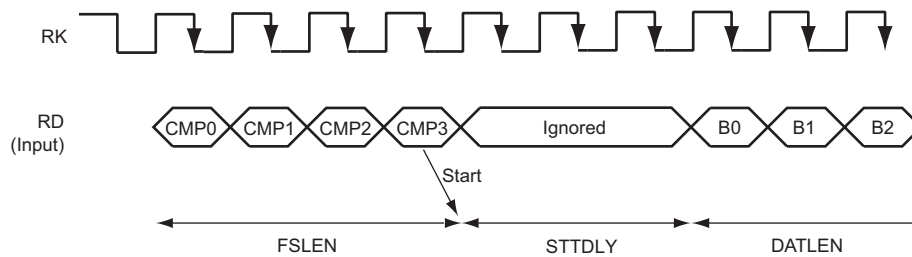 RK
RD
(Input)
CMP0 CMP1 CMP2 CMP3 Ignored B0 B1 B2
Start
FSLEN STTDLY DATLEN